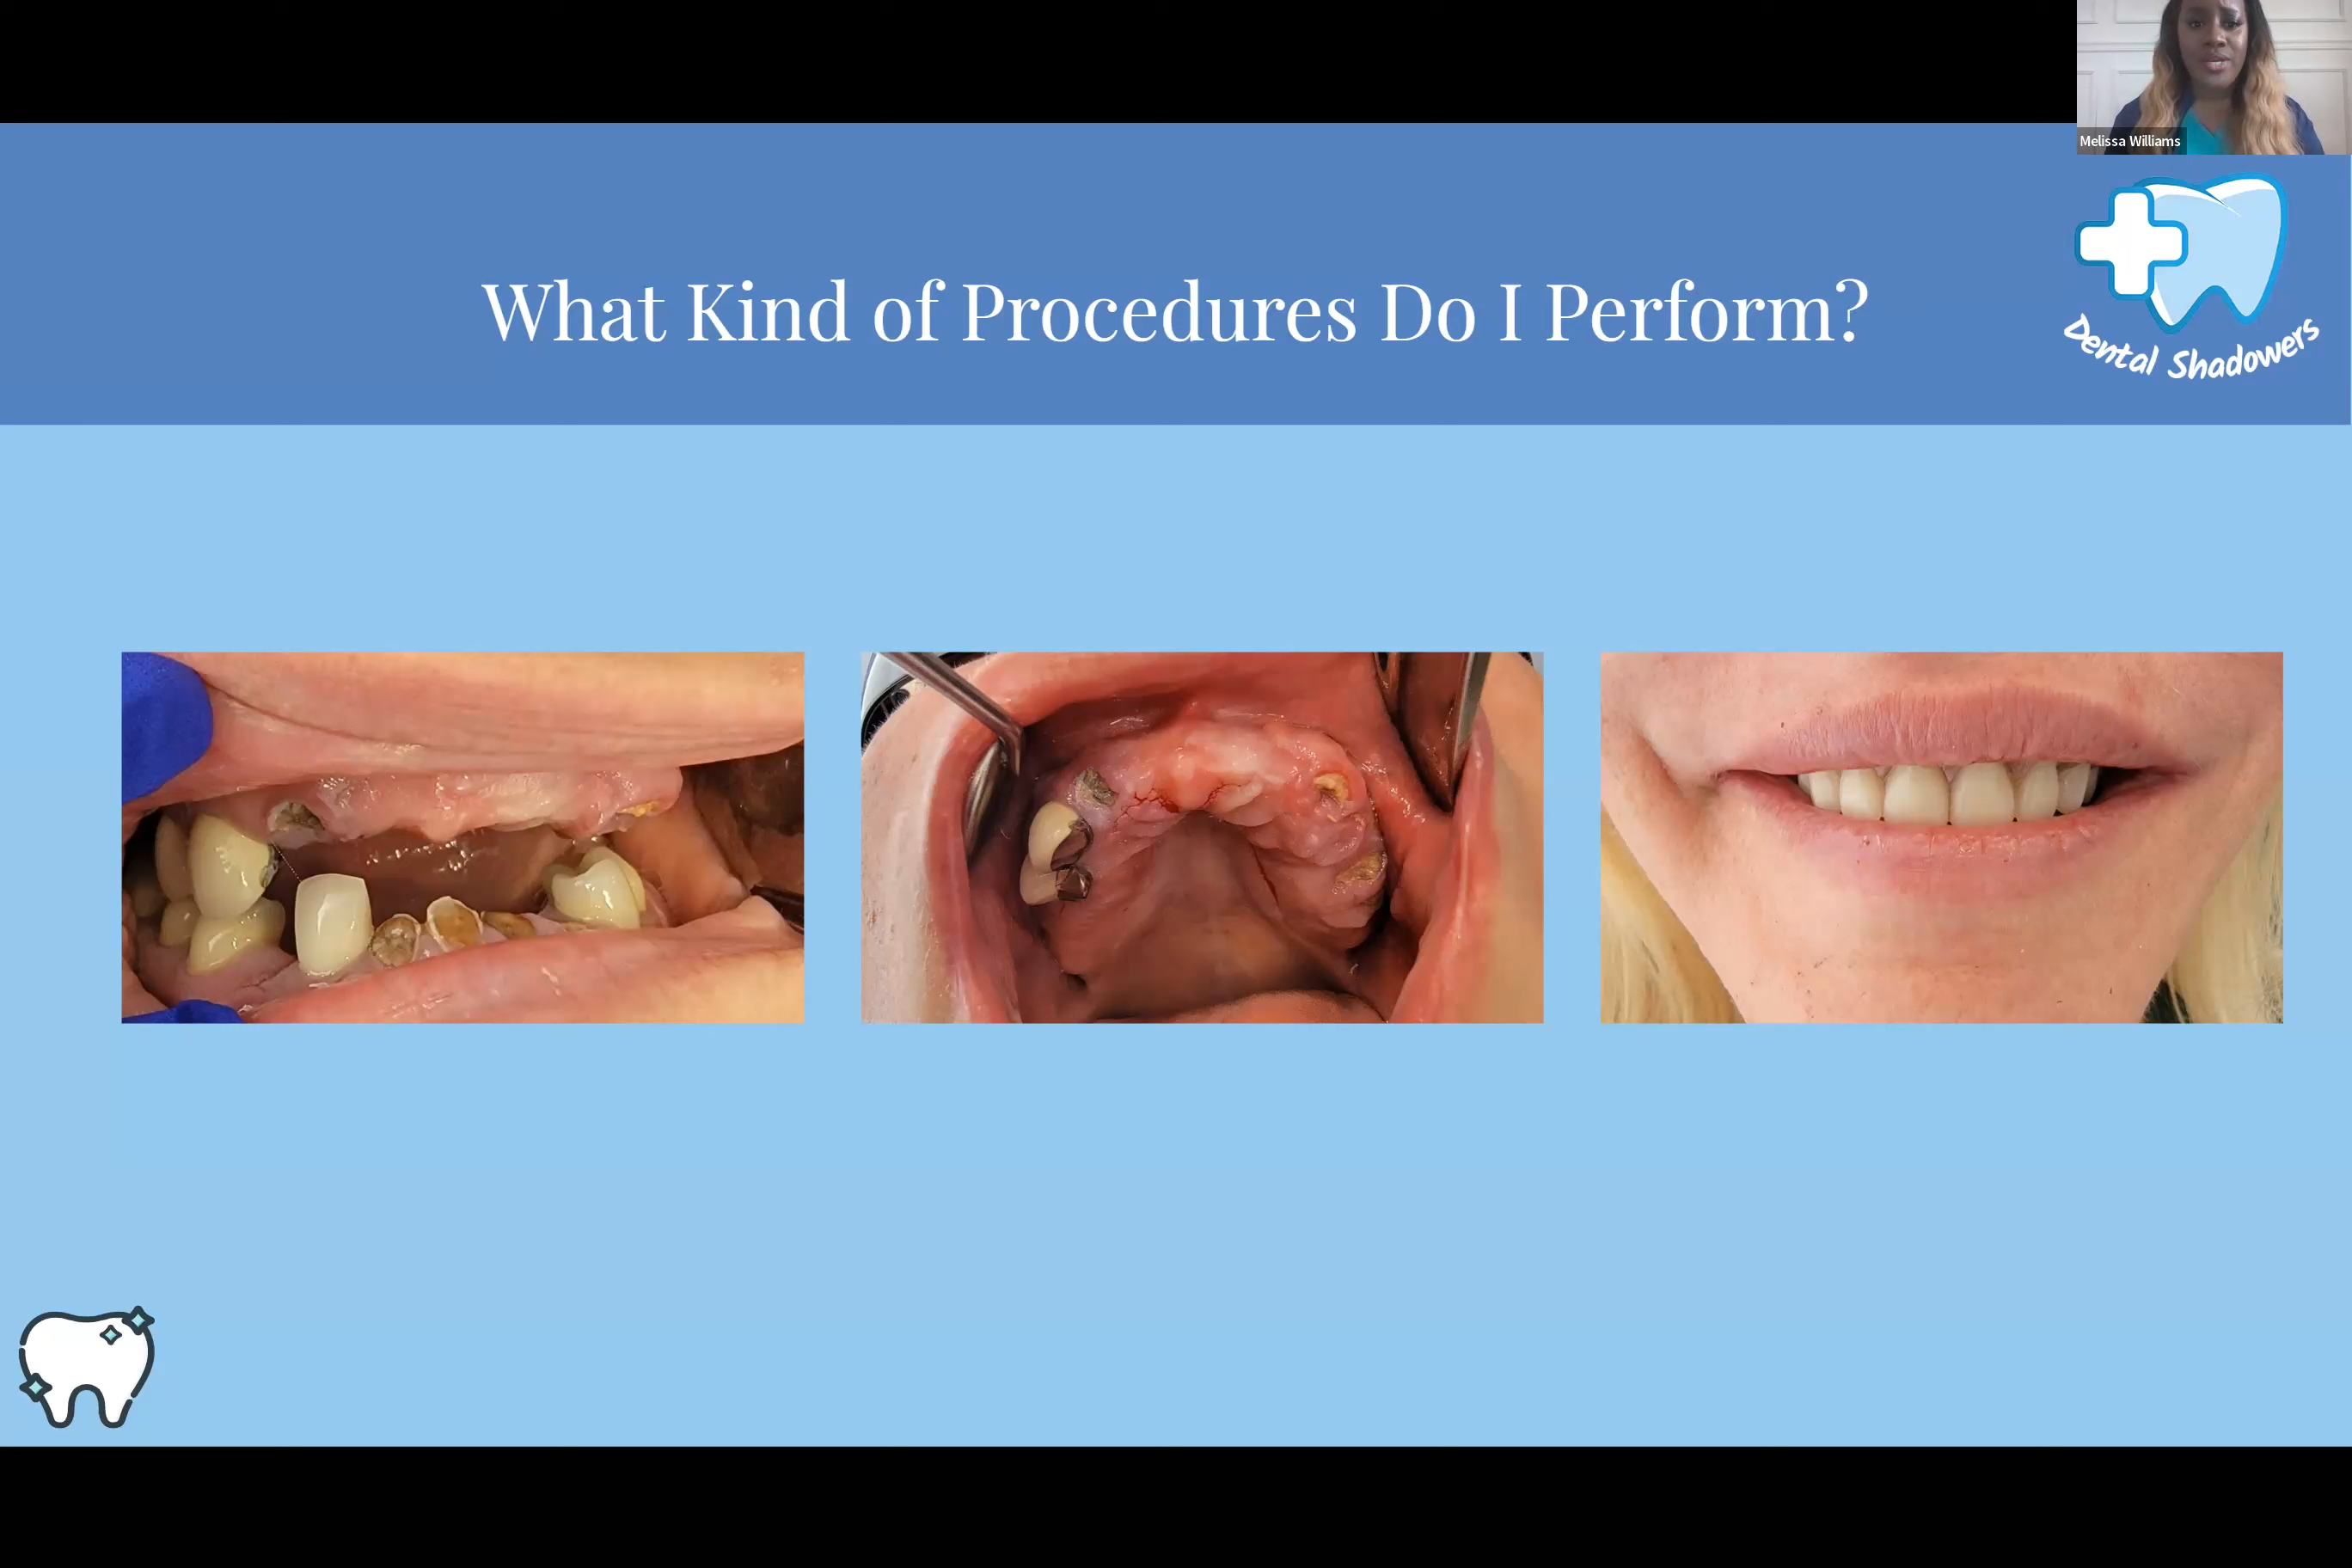 Melissa Williams
What Kind of Procedures Do I Perform?
Dental Shadowers